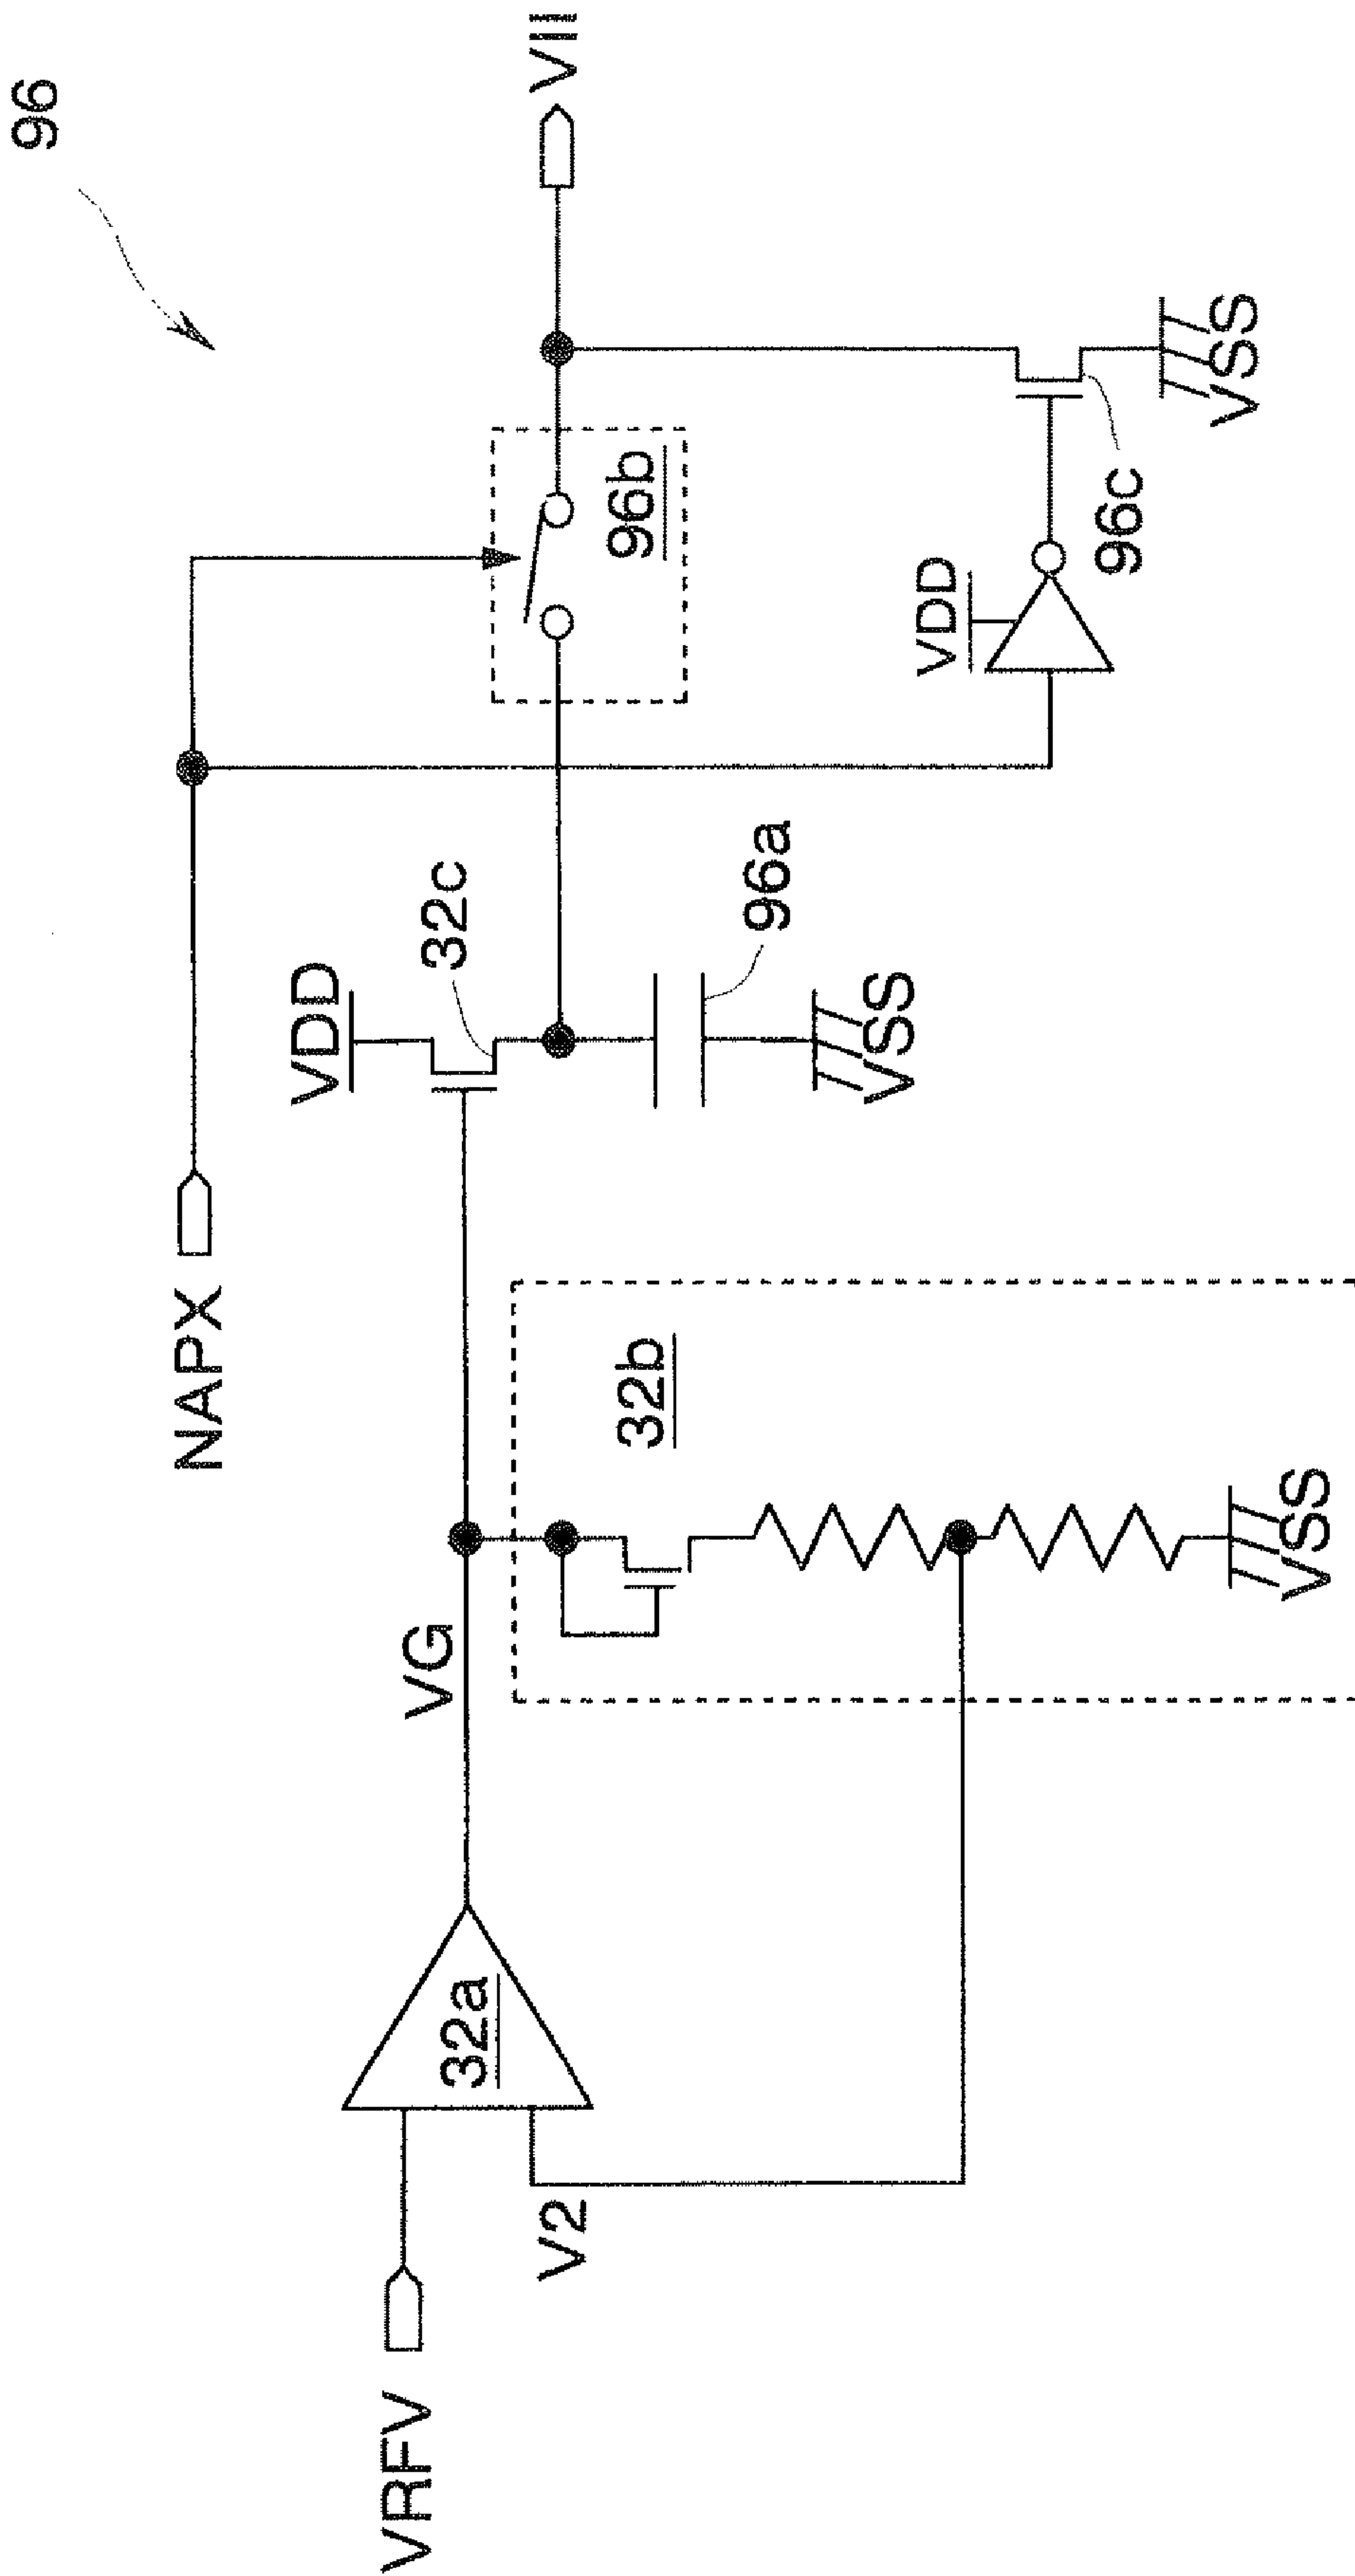 96
NAPX
VII
VDD
32c
96b
96a
VSS
VDD
96c
VSS
VG
32b
VRFV
32a
V2
VSS